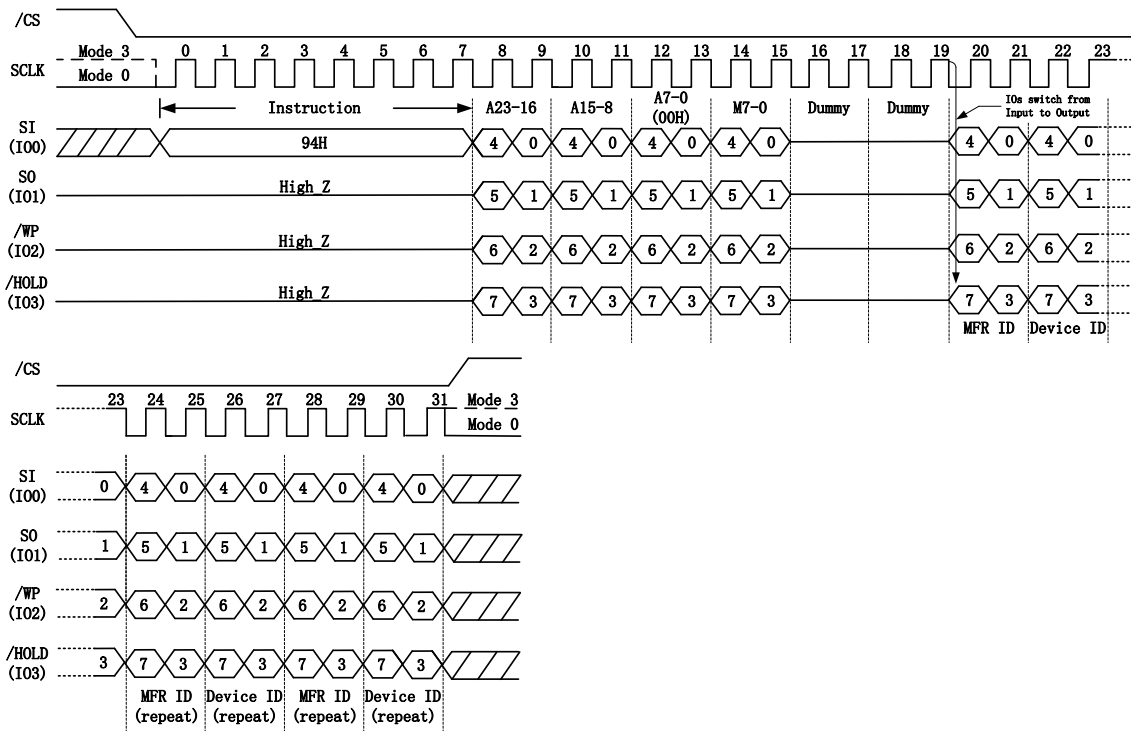 /CS
Mode 3
0 1 2 3 4 5 6 7 8 9 10 11 12 13 14 15 16 17 18 19 20 21 22 23
SCLK
Mode 0
Instruction
A23-16 A15-8 A7-0 M7-0 Dummy Dummy
(00H)
IOs switch from
Input to Output
SI
(IO0)
94H
4 0 4 0 4 0 4 0 4 0 4 0
SO
(IO1)
High_Z
5 1 5 1 5 1 5 1 5 1 5 1
/WP
(IO2)
High_Z
6 2 6 2 6 2 6 2 6 2 6 2
/HOLD
(IO3)
High_Z
7 3 7 3 7 3 7 3 7 3 7 3
MFR ID Device ID
/CS
23 24 25 26 27 28 29 30 31 Mode 3
SCLK
Mode 0
SI
(IO0)
0 4 0 4 0 4 0 4 0
SO
(IO1)
1 5 1 5 1 5 1 5 1
/WP
(IO2)
2 6 2 6 2 6 2 6 2
/HOLD
(IO3)
3 7 3 7 3 7 3 7 3
MFR ID Device ID MFR ID Device ID
(repeat) (repeat) (repeat) (repeat)